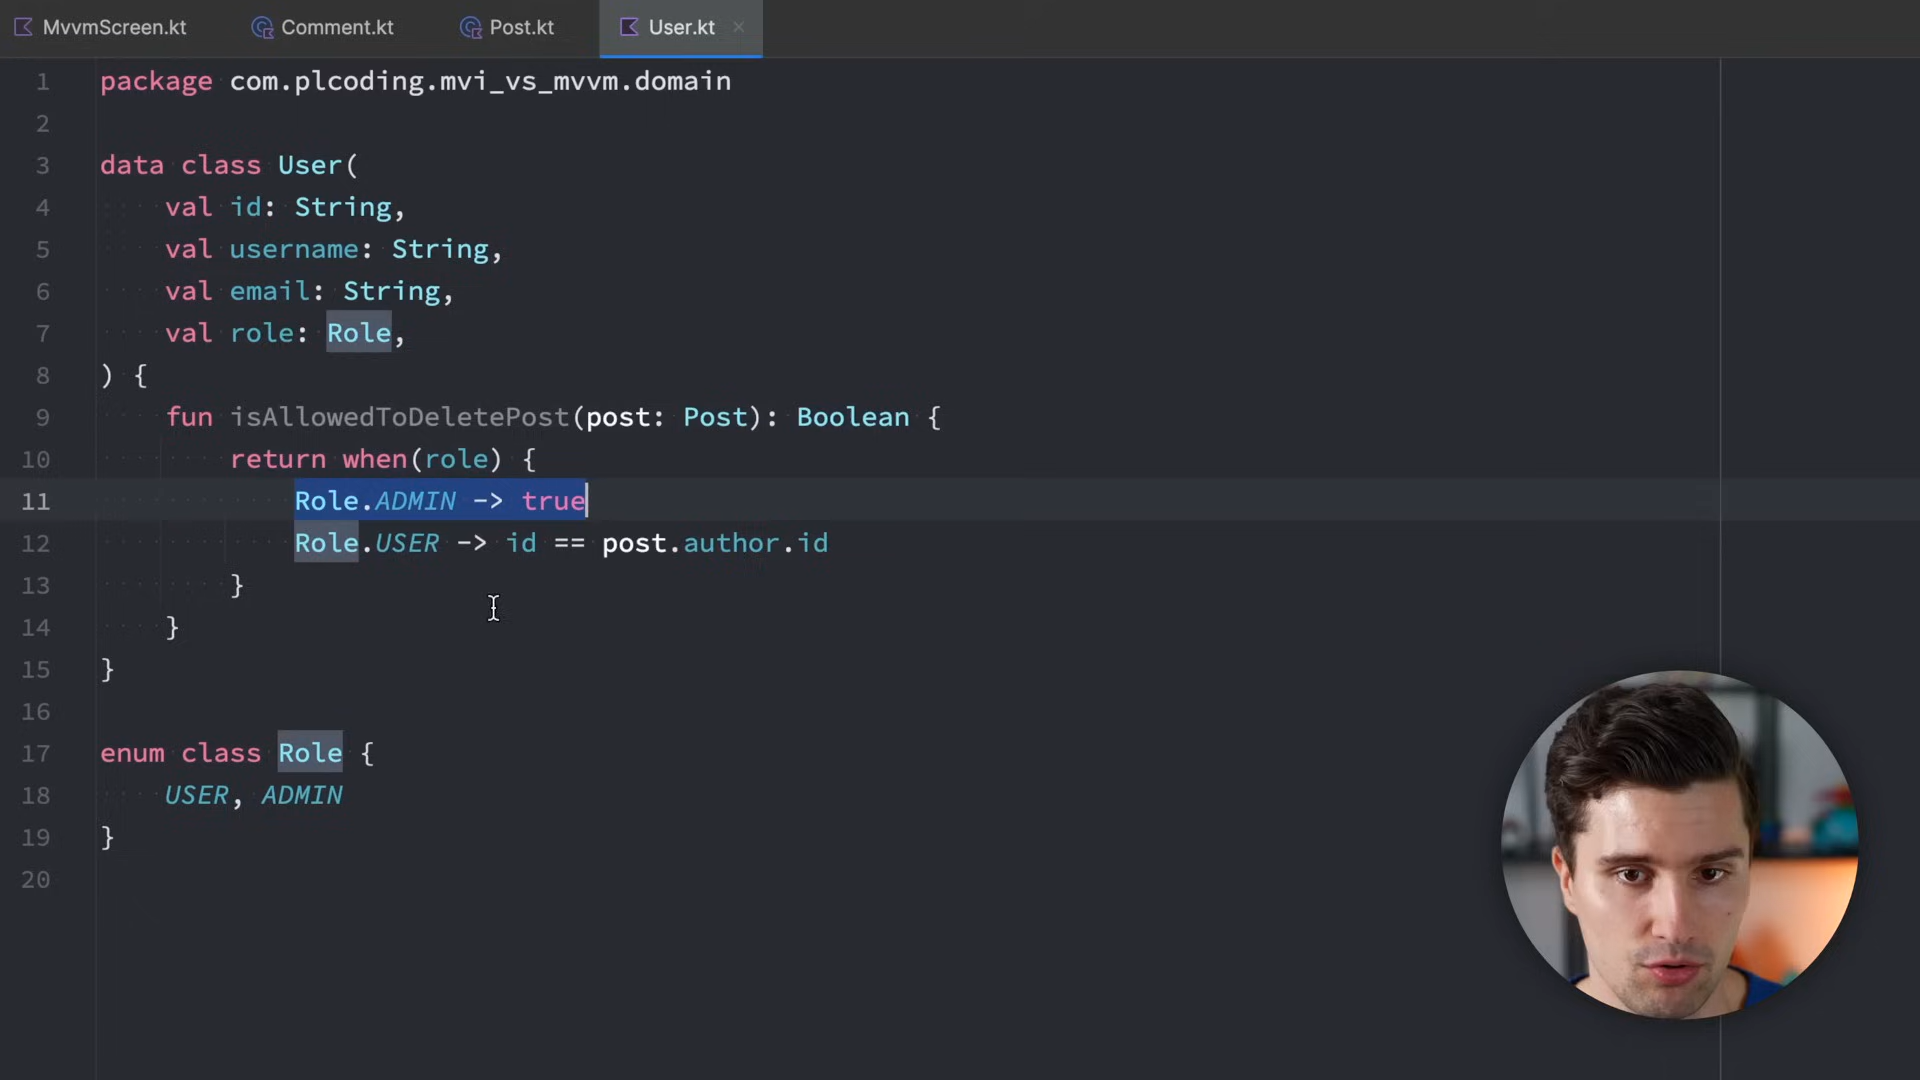 MvvmScreen.kt
Comment.kt
Post.kt
User.kt
1 package com.plcoding.mvi_vs_mvvm.domain
2
3 data class User(
4 val id: String,
5 val username: String,
6 val email: String,
7 val role: Role,
8 ) {
9 fun isAllowedToDeletePost(post: Post): Boolean {
10 return when(role) {
11 Role.ADMIN -> true
12 Role.USER -> id == post.author.id
13 }
14 }
15 }
16
17 enum class Role {
18 USER, ADMIN
19 }
20